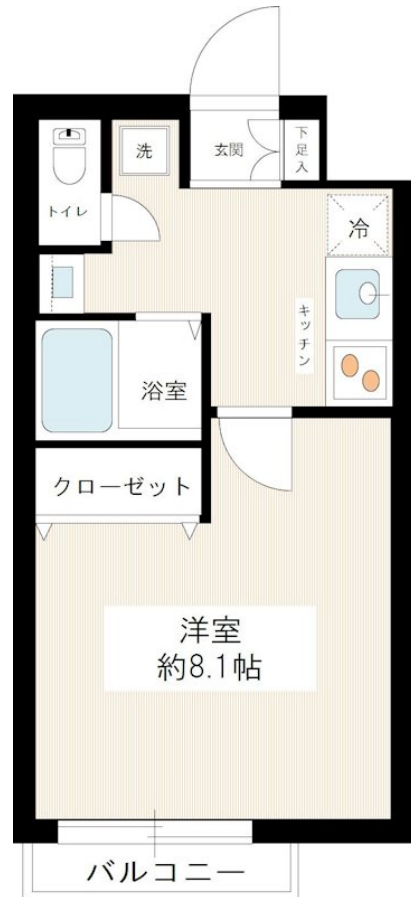 トイレ
洗
玄関
下足入
冷
キッチン
浴室
クローゼット
洋室
約8.1帖
バルコニー